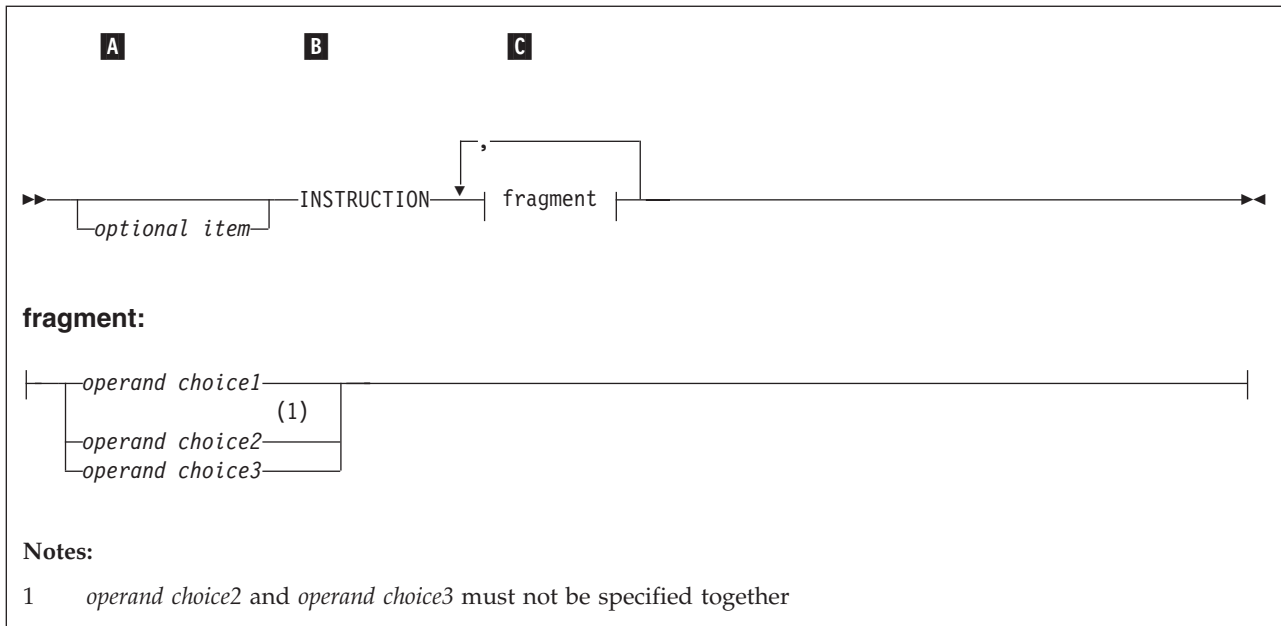 A B C
,
optional item INSTRUCTION fragment
fragment:
operand choice1
(1)
operand choice2
operand choice3
Notes:
1 operand choice2 and operand choice3 must not be specified together